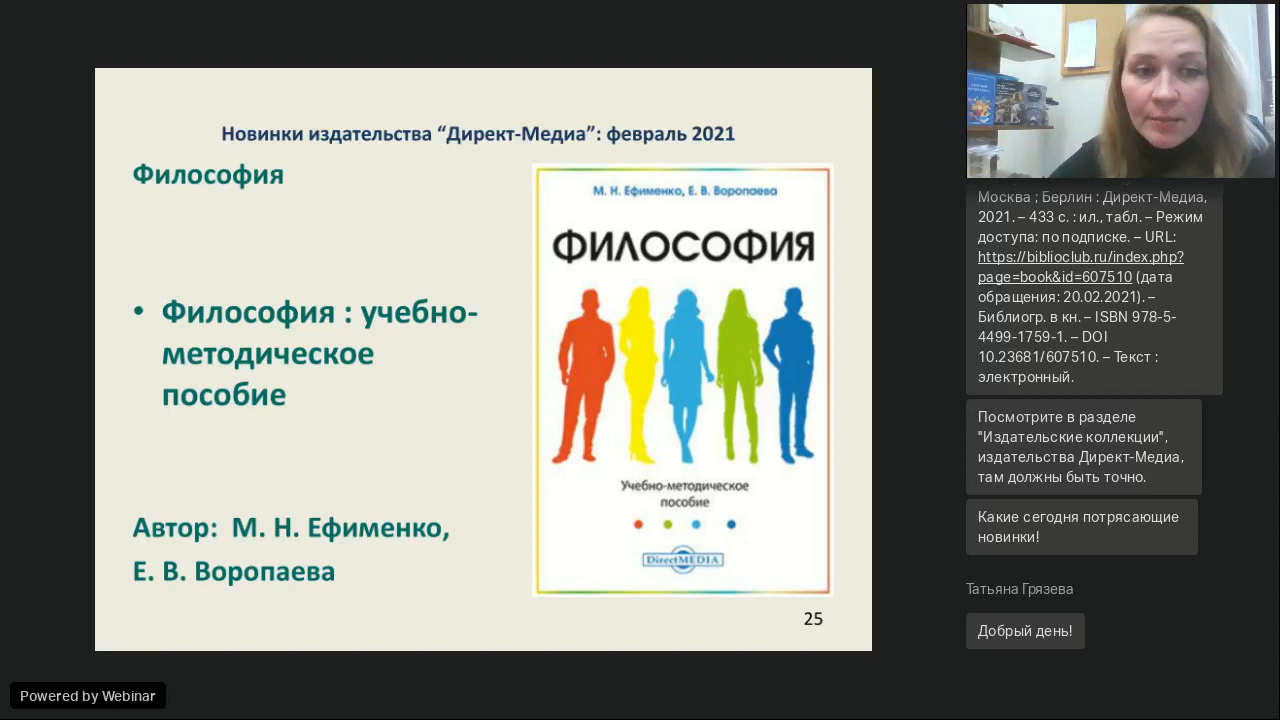 Новинки издательства “Директ-Медиа”: февраль 2021
Философия
• Философия : учебно-
методическое
пособие
Автор: М. Н. Ефименко,
Е. В. Воропаева
М. Н. Ефименко, Е. В. Воропаева
ФИЛОСОФИЯ
Учебно-методическое
пособие
DirectMEDIA
25
Москва ; Берлин : Директ-Медиа,
2021. – 433 с. : ил., табл. – Режим
доступа: по подписке. – URL:
https://biblioclub.ru/index.php?
page=book&id=607510 (дата
обращения: 20.02.2021). –
Библиогр. в кн. – ISBN 978-5-
4499-1759-1. – DOI
10.23681/607510. – Текст :
электронный.
Посмотрите в разделе
"Издательские коллекции",
издательства Директ-Медиа,
там должны быть точно.
Какие сегодня потрясающие
новинки!
Татьяна Грязева
Добрый день!
Powered by Webinar